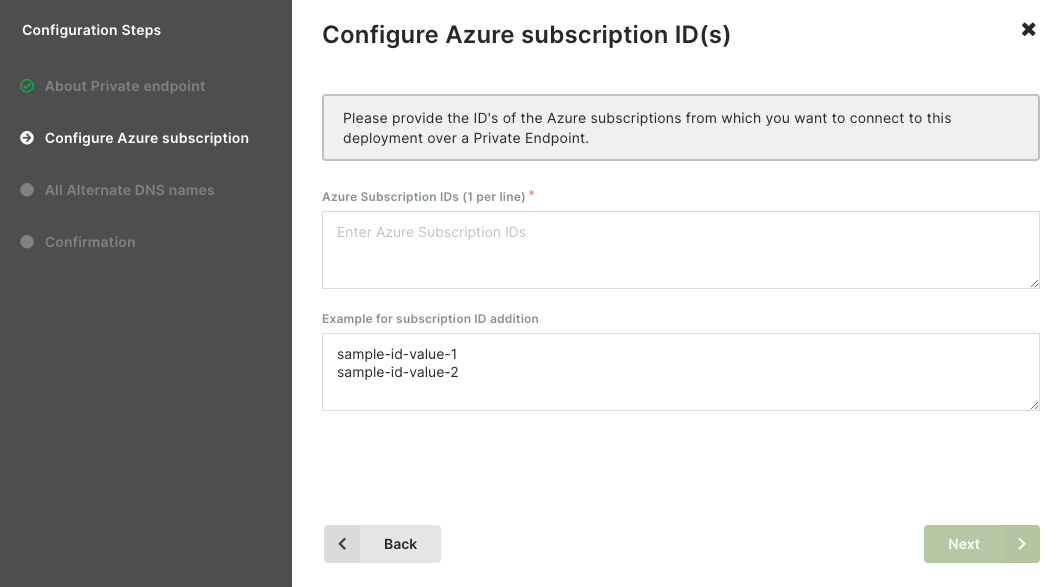 Configuration Steps
About Private endpoint
Configure Azure subscription
All Alternate DNS names
Confirmation
Configure Azure subscription ID(s)
Please provide the ID's of the Azure subscriptions from which you want to connect to this
deployment over a Private Endpoint.
Azure Subscription IDs (1 per line) *
Enter Azure Subscription IDs
Example for subscription ID addition
sample-id-value-1
sample-id-value-2
Back
Next